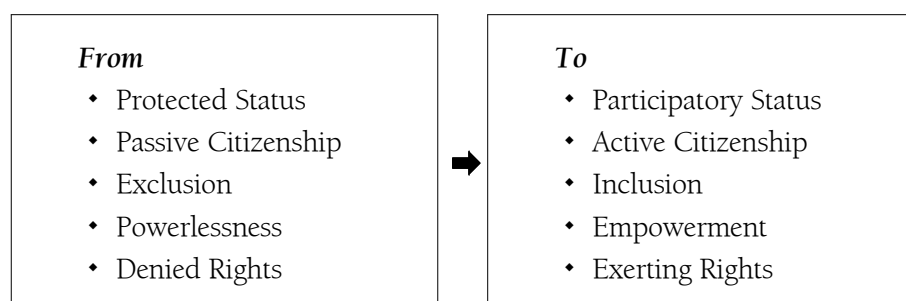 From
Protected Status
Passive Citizenship
Exclusion
Powerlessness
Denied Rights
To
Participatory Status
Active Citizenship
Inclusion
Empowerment
Exerting Rights